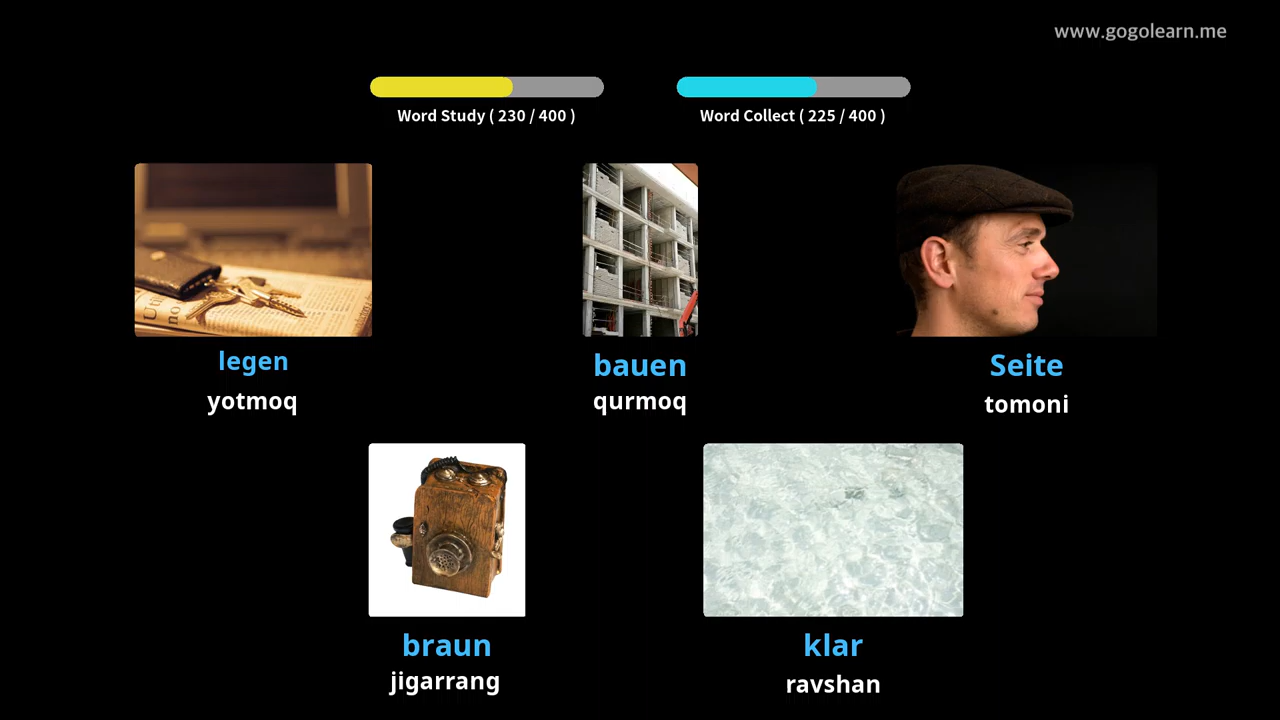 www.gogolearn.me
Word Study ( 230 / 400 )
Word Collect ( 225 / 400 )
legen
bauen
Seite
yotmoq
qurmoq
tomoni
braun
klar
jigarrang
ravshan